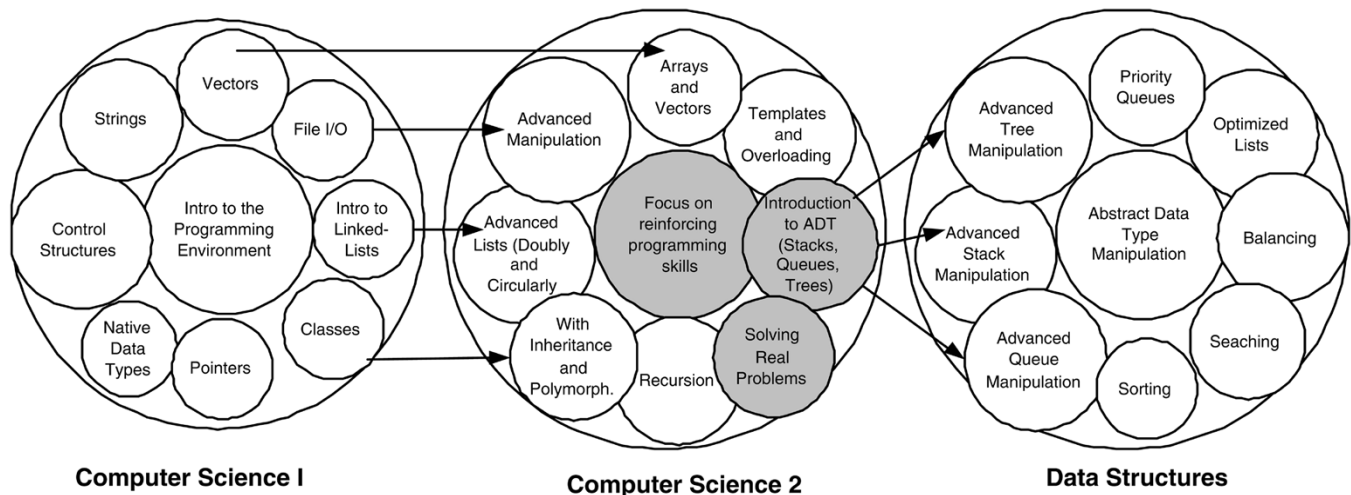 Vectors
Strings
File I/O
Intro to the
Programming
Environment
Control
Structures
Intro to
Linked-
Lists
Classes
Native
Data
Types
Pointers
Computer Science I
Arrays
and
Vectors
Advanced
Manipulation
Templates
and
Overloading
Focus on
reinforcing
programming
skills
Introduction
to ADT
(Stacks,
Queues,
Trees)
Advanced
Lists (Doubly
and
Circularly
With
Inheritance
and
Polymorph.
Recursion
Solving
Real
Problems
Computer Science 2
Priority
Queues
Advanced
Tree
Manipulation
Optimized
Lists
Abstract Data
Type
Manipulation
Balancing
Advanced
Stack
Manipulation
Advanced
Queue
Manipulation
Seaching
Sorting
Data Structures